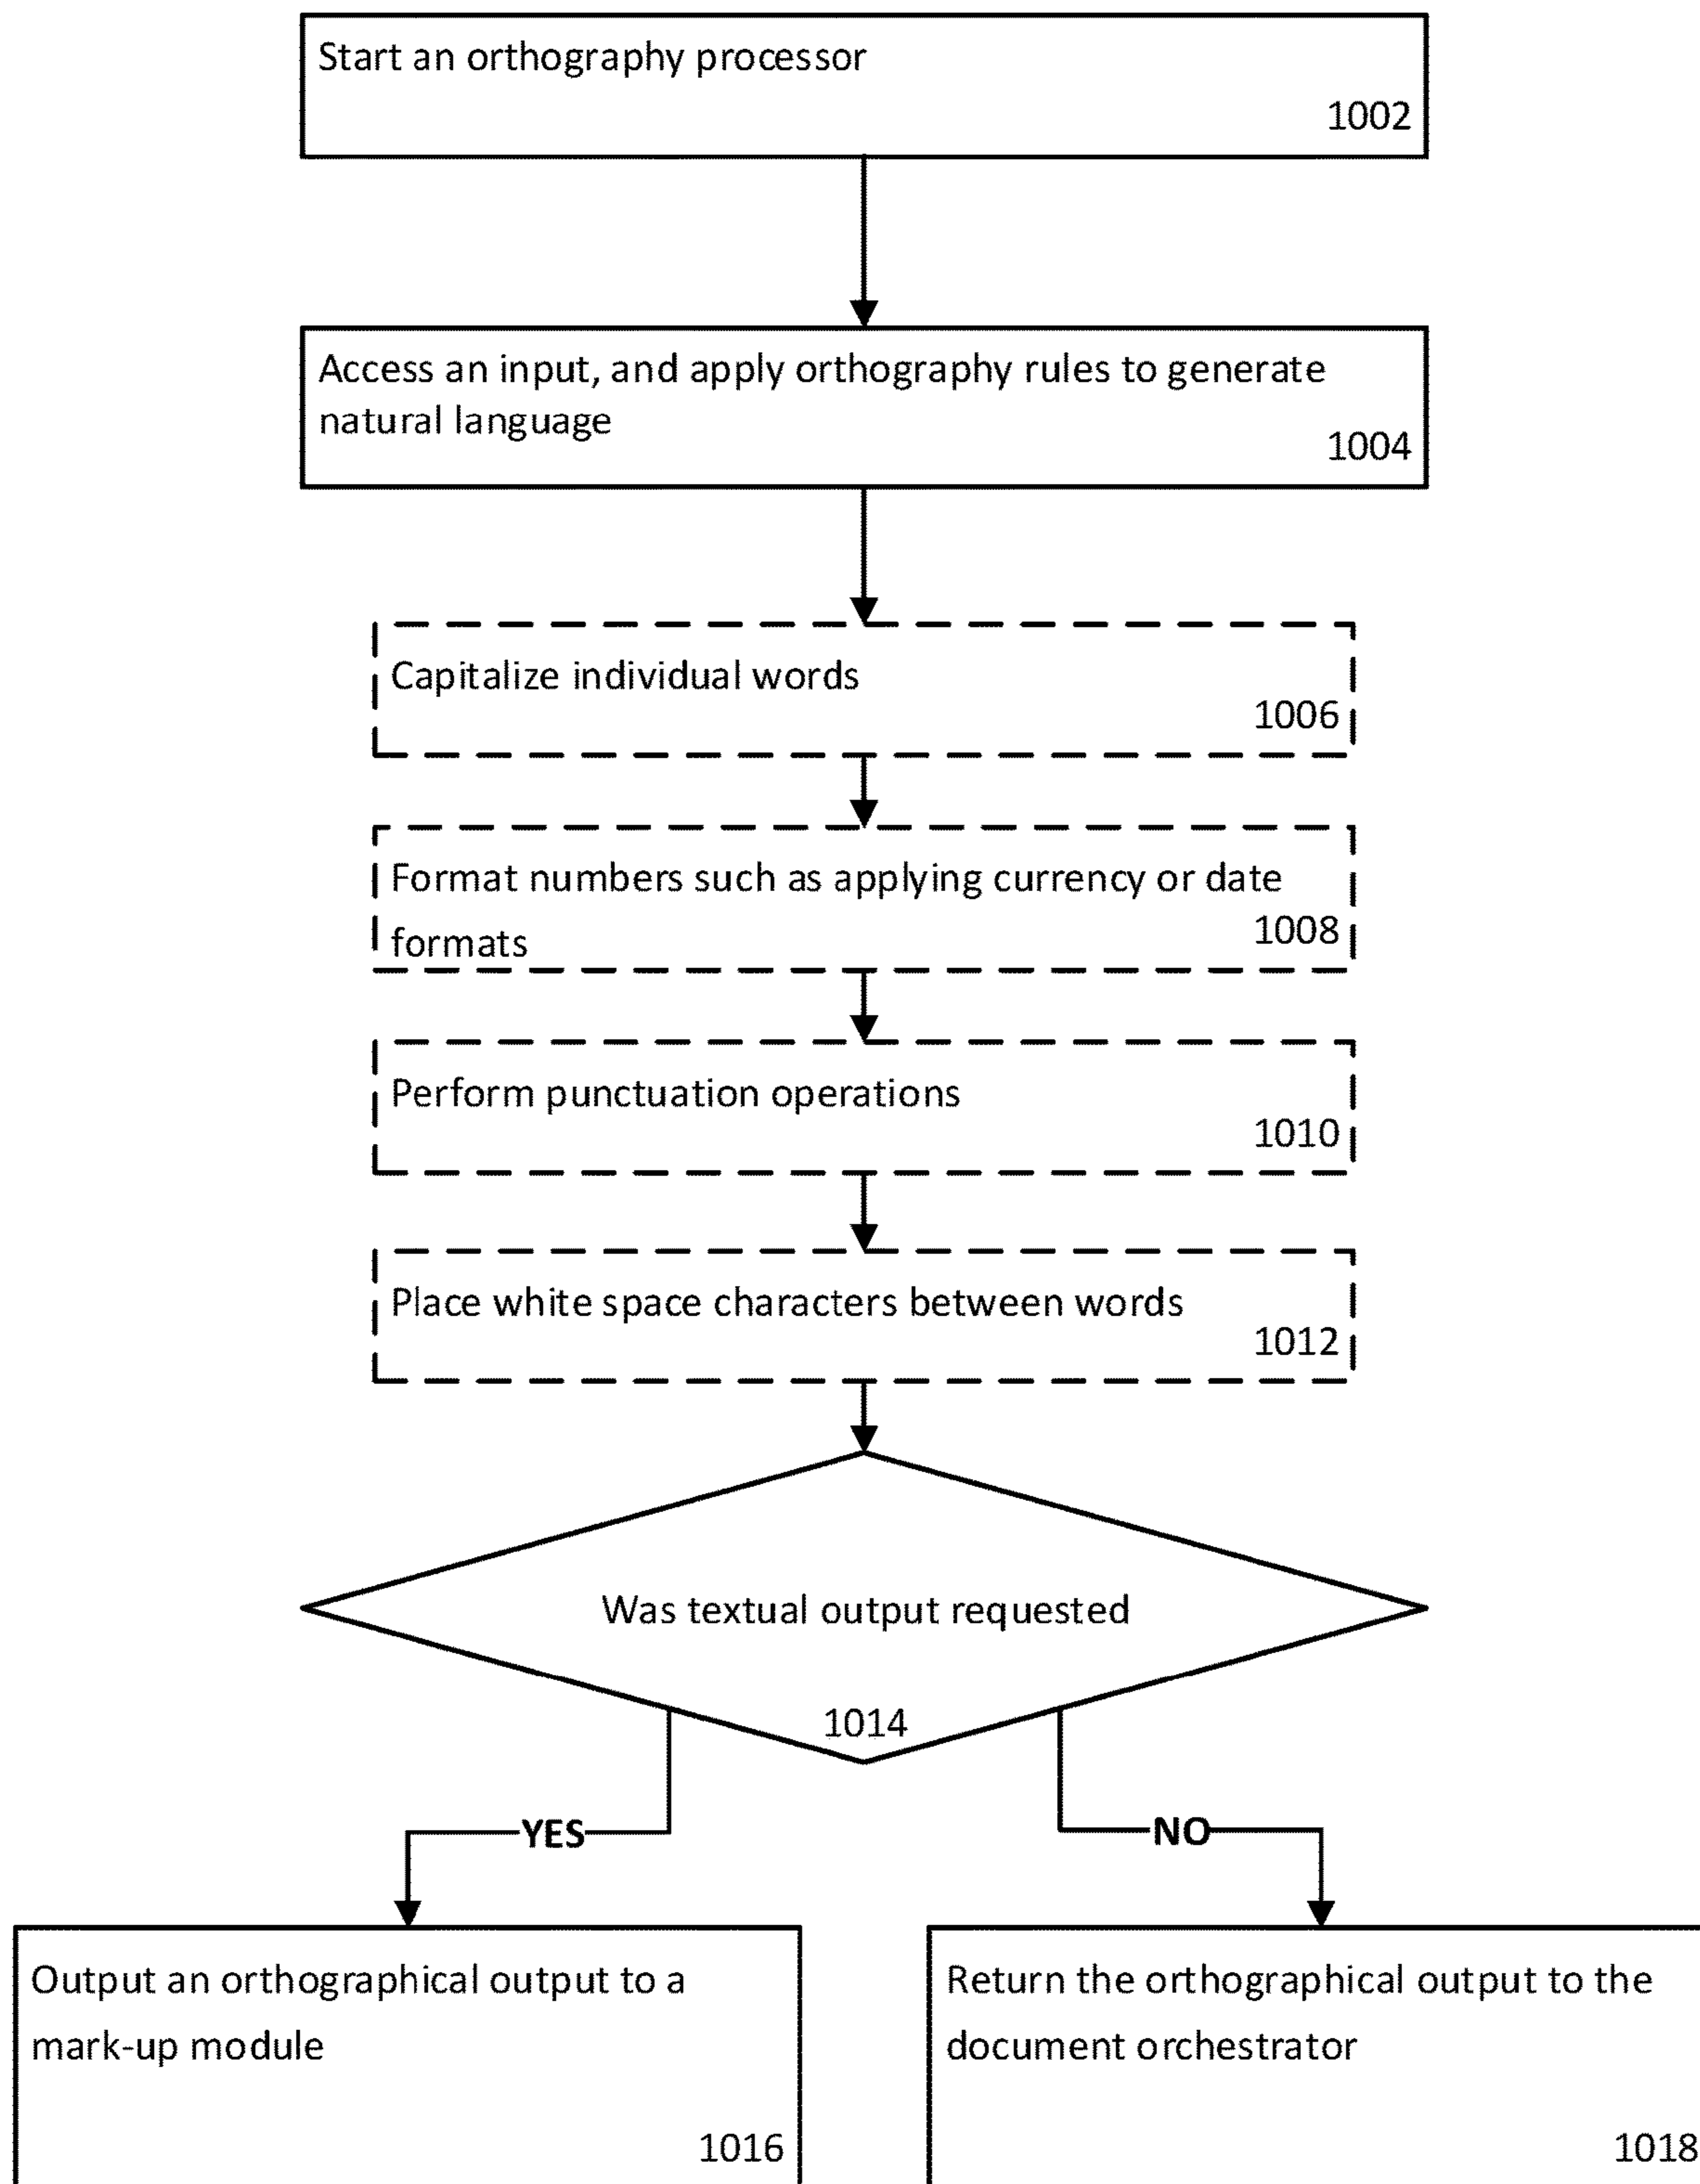 Start an orthography processor
1002
Access an input, and apply orthography rules to generate
natural language
1004
Capitalize individual words
1006
Format numbers such as applying currency or date
formats
1008
Perform punctuation operations
1010
Place white space characters between words
1012
Was textual output requested
1014
YES
NO
Output an orthographical output to a
mark-up module
1016
Return the orthographical output to the
document orchestrator
1018